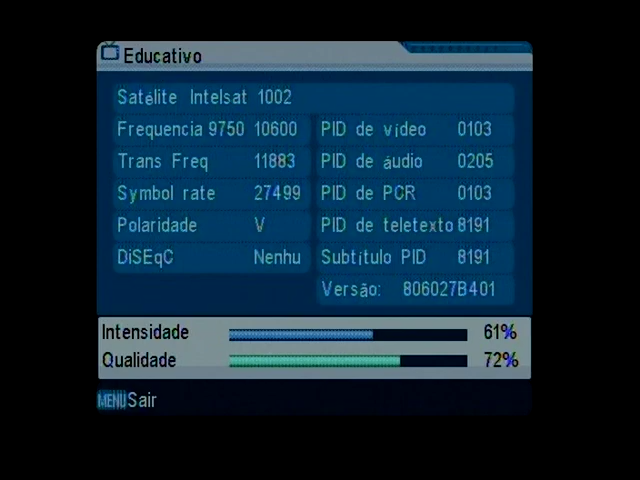 Educativo
Satélite Intelsat 1002
Frequencia 9750 10600
Trans Freq 11883
Symbol rate 27499
Polaridade V
DiSEqC Nenhu
PID de vídeo 0103
PID de áudio 0205
PID de PCR 0103
PID de teletexto 8191
Subtítulo PID 8191
Versão: 806027B401
Intensidade 61%
Qualidade 72%
MENU Sair